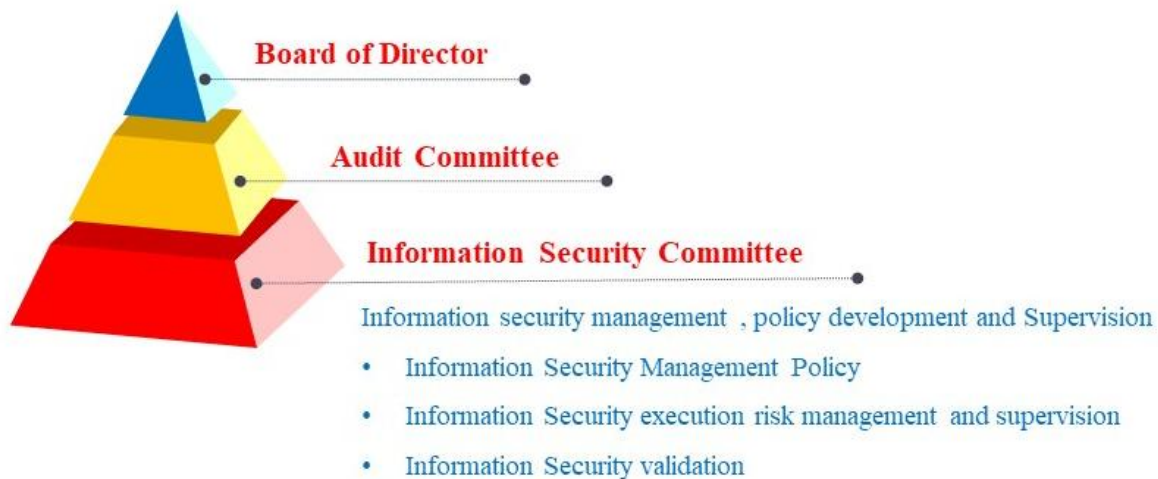 Board of Director
Audit Committee
Information Security Committee
Information security management , policy development and Supervision
• Information Security Management Policy
• Information Security execution risk management and supervision
• Information Security validation